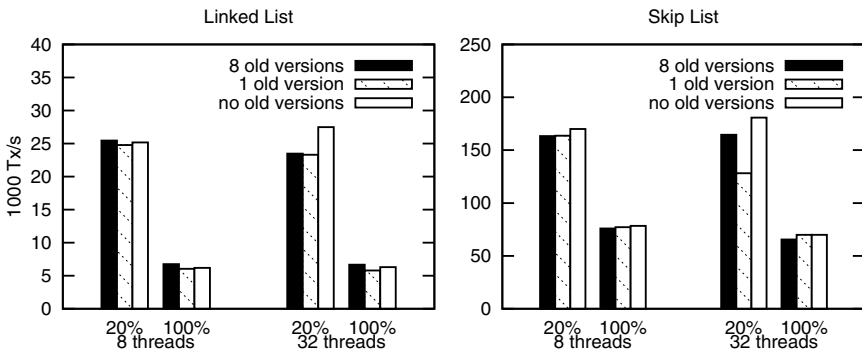 Linked List
40
35
30
25
20
15
10
5
0
1000 Tx/s
8 old versions
1 old version
no old versions
20% 100% 20% 100%
8 threads 32 threads
Skip List
250
200
150
100
50
0
8 old versions
1 old version
no old versions
20% 100% 20% 100%
8 threads 32 threads